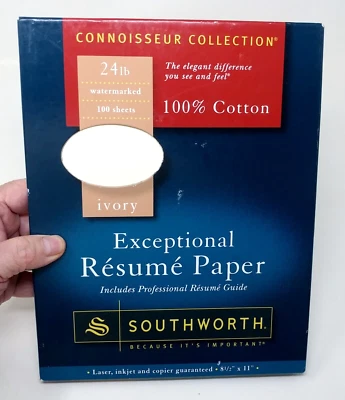 CONNOISSEUR COLLECTION®
24lb
watermarked
100 sheets
The elegant difference
you see and feel®
100% Cotton
ivory
Exceptional
Résumé Paper
Includes Professional Résumé Guide
S
SOUTHWORTH®
BECAUSE IT'S IMPORTANT®
• Laser, inkjet and copier guaranteed • 8½" x 11" •